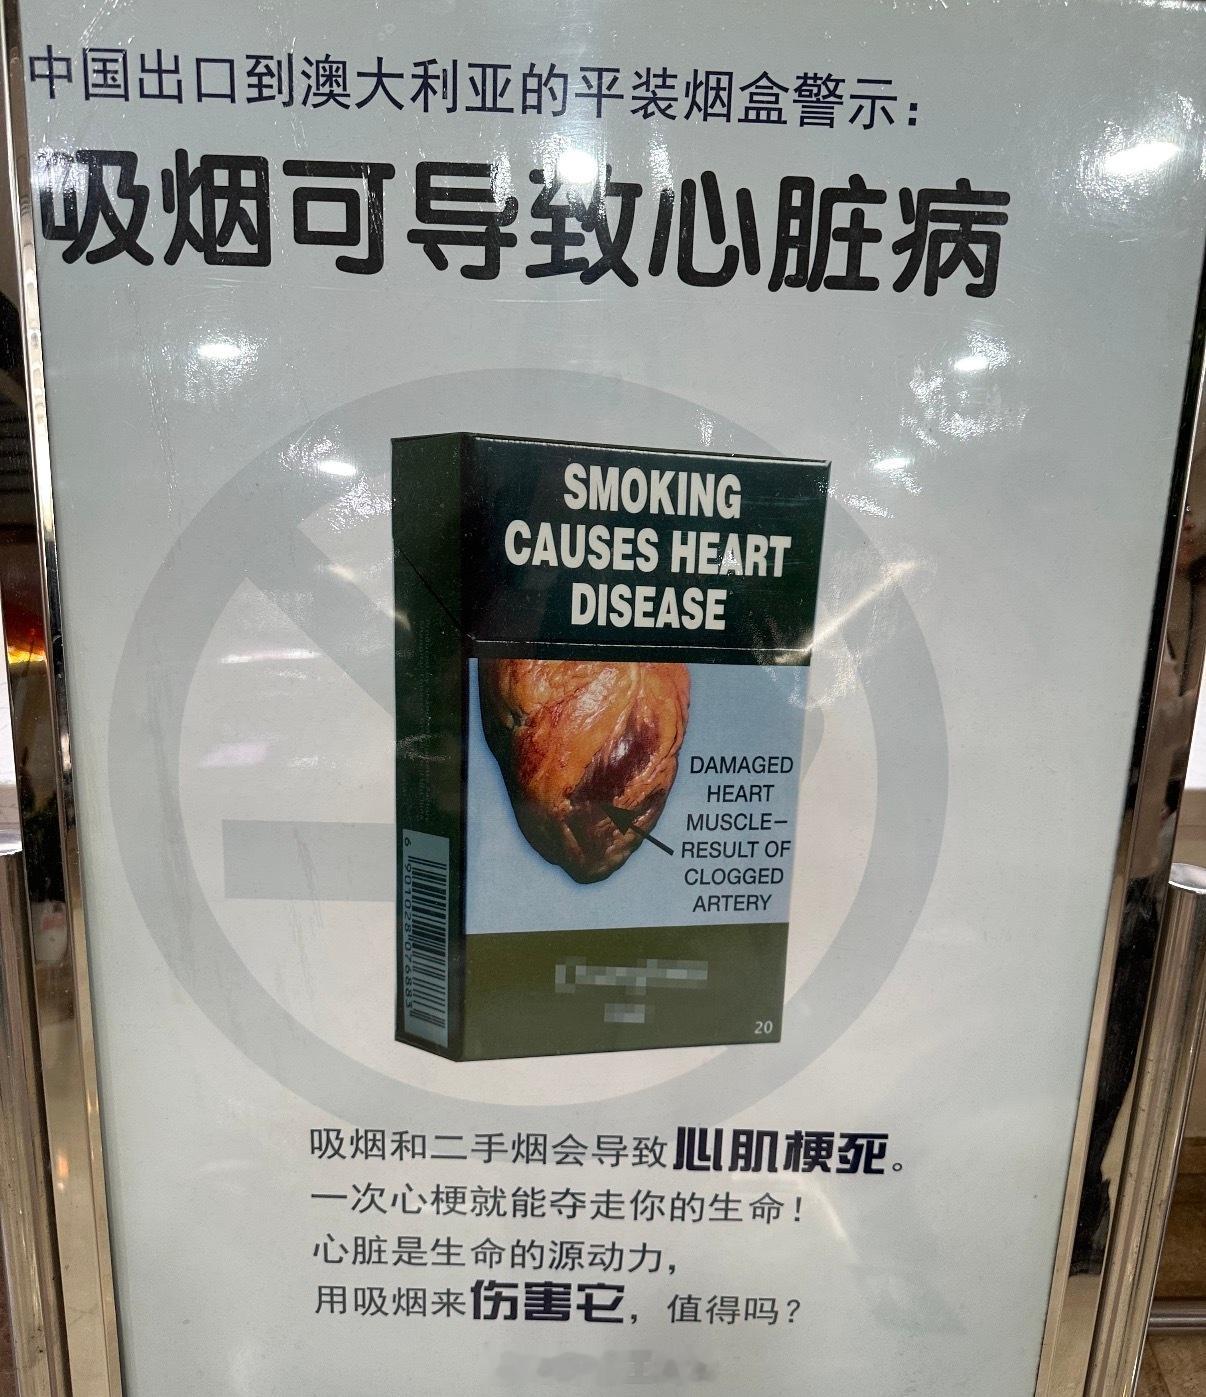 中国出口到澳大利亚的平装烟盒警示：
吸烟可导致心脏病
SMOKING
CAUSES HEART
DISEASE
DAMAGED
HEART
MUSCLE–
RESULT OF
CLOGGED
ARTERY
6 901028 076883
20
吸烟和二手烟会导致心肌梗死。
一次心梗就能夺走你的生命！
心脏是生命的源动力，
用吸烟来伤害它，值得吗？